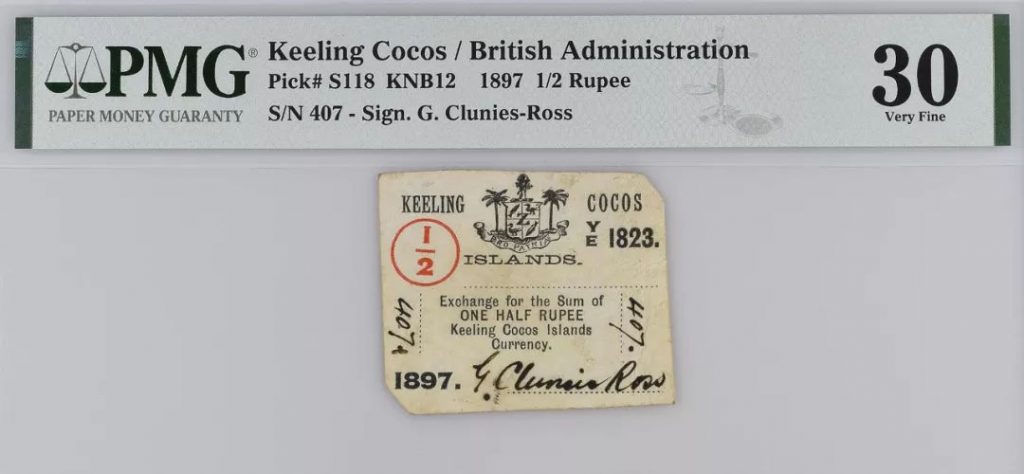 PMG®
PAPER MONEY GUARANTY
Keeling Cocos / British Administration
Pick# S118 KNB12 1897 1/2 Rupee
S/N 407 - Sign. G. Clunies-Ross
30
Very Fine
KEELING COCOS
YE 1823.
1/2
PRO PATRIA
ISLANDS.
Exchange for the Sum of
ONE HALF RUPEE
Keeling Cocos Islands
Currency.
407
407.
1897. G. Clunies Ross